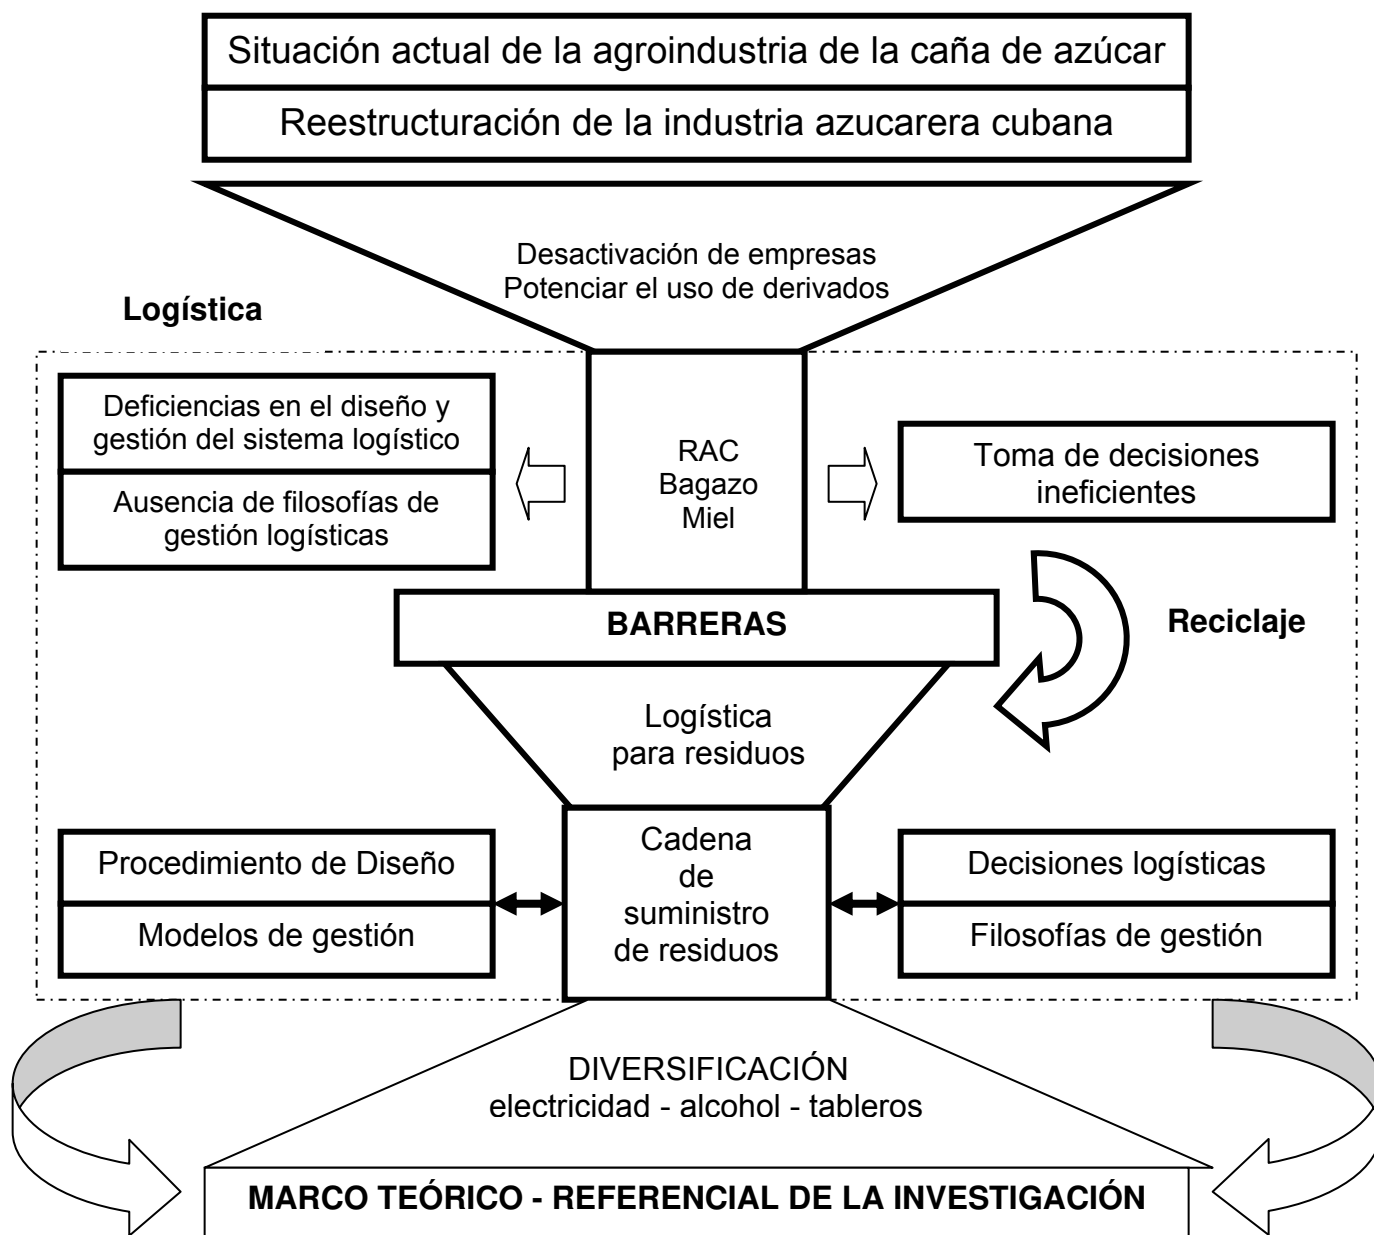 Situación actual de la agroindustria de la caña de azúcar
Reestructuración de la industria azucarera cubana
Desactivación de empresas
Potenciar el uso de derivados
Logística
Deficiencias en el diseño y
gestión del sistema logístico
Ausencia de filosofías de
gestión logísticas
RAC
Bagazo
Miel
Toma de decisiones
ineficientes
BARRERAS
Reciclaje
Logística
para residuos
Procedimiento de Diseño
Modelos de gestión
Cadena
de
suministro
de residuos
Decisiones logísticas
Filosofías de gestión
DIVERSIFICACIÓN
electricidad - alcohol - tableros
MARCO TEÓRICO - REFERENCIAL DE LA INVESTIGACIÓN